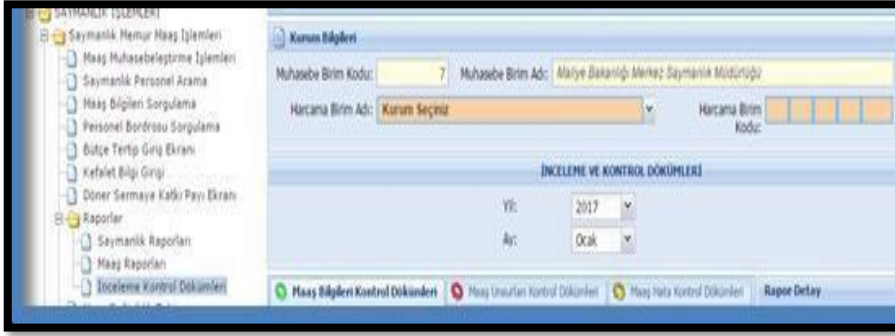 SAYMANLIK İŞLEMLERİ
Saymanlık Memur Maaş İşlemleri
Maaş Muhasebeleştirme İşlemleri
Saymanlık Personel Arama
Maaş Bilgileri Sorgulama
Personel Bordrosu Sorgulama
Bütçe Tertip Giriş Ekranı
Kefalet Bilgi Girişi
Döner Sermaye Katkı Payı Ekranı
Raporlar
Saymanlık Raporları
Maaş Raporları
İnceleme Kontrol Dökümleri
Kurum Bilgileri
Muhasebe Birim Kodu: 7 Muhasebe Birim Adı: Maliye Bakanlığı Merkez Saymanlık Müdürlüğü
Harcama Birim Adı: Kurum Seçiniz Harcama Birim
Kodu:
İNCELEME VE KONTROL DÖKÜMLERİ
Yıl: 2017
Ay: Ocak
Maaş Bilgileri Kontrol Dökümleri Maaş Unsurları Kontrol Dökümleri Maaş Hata Kontrol Dökümleri Rapor Detay